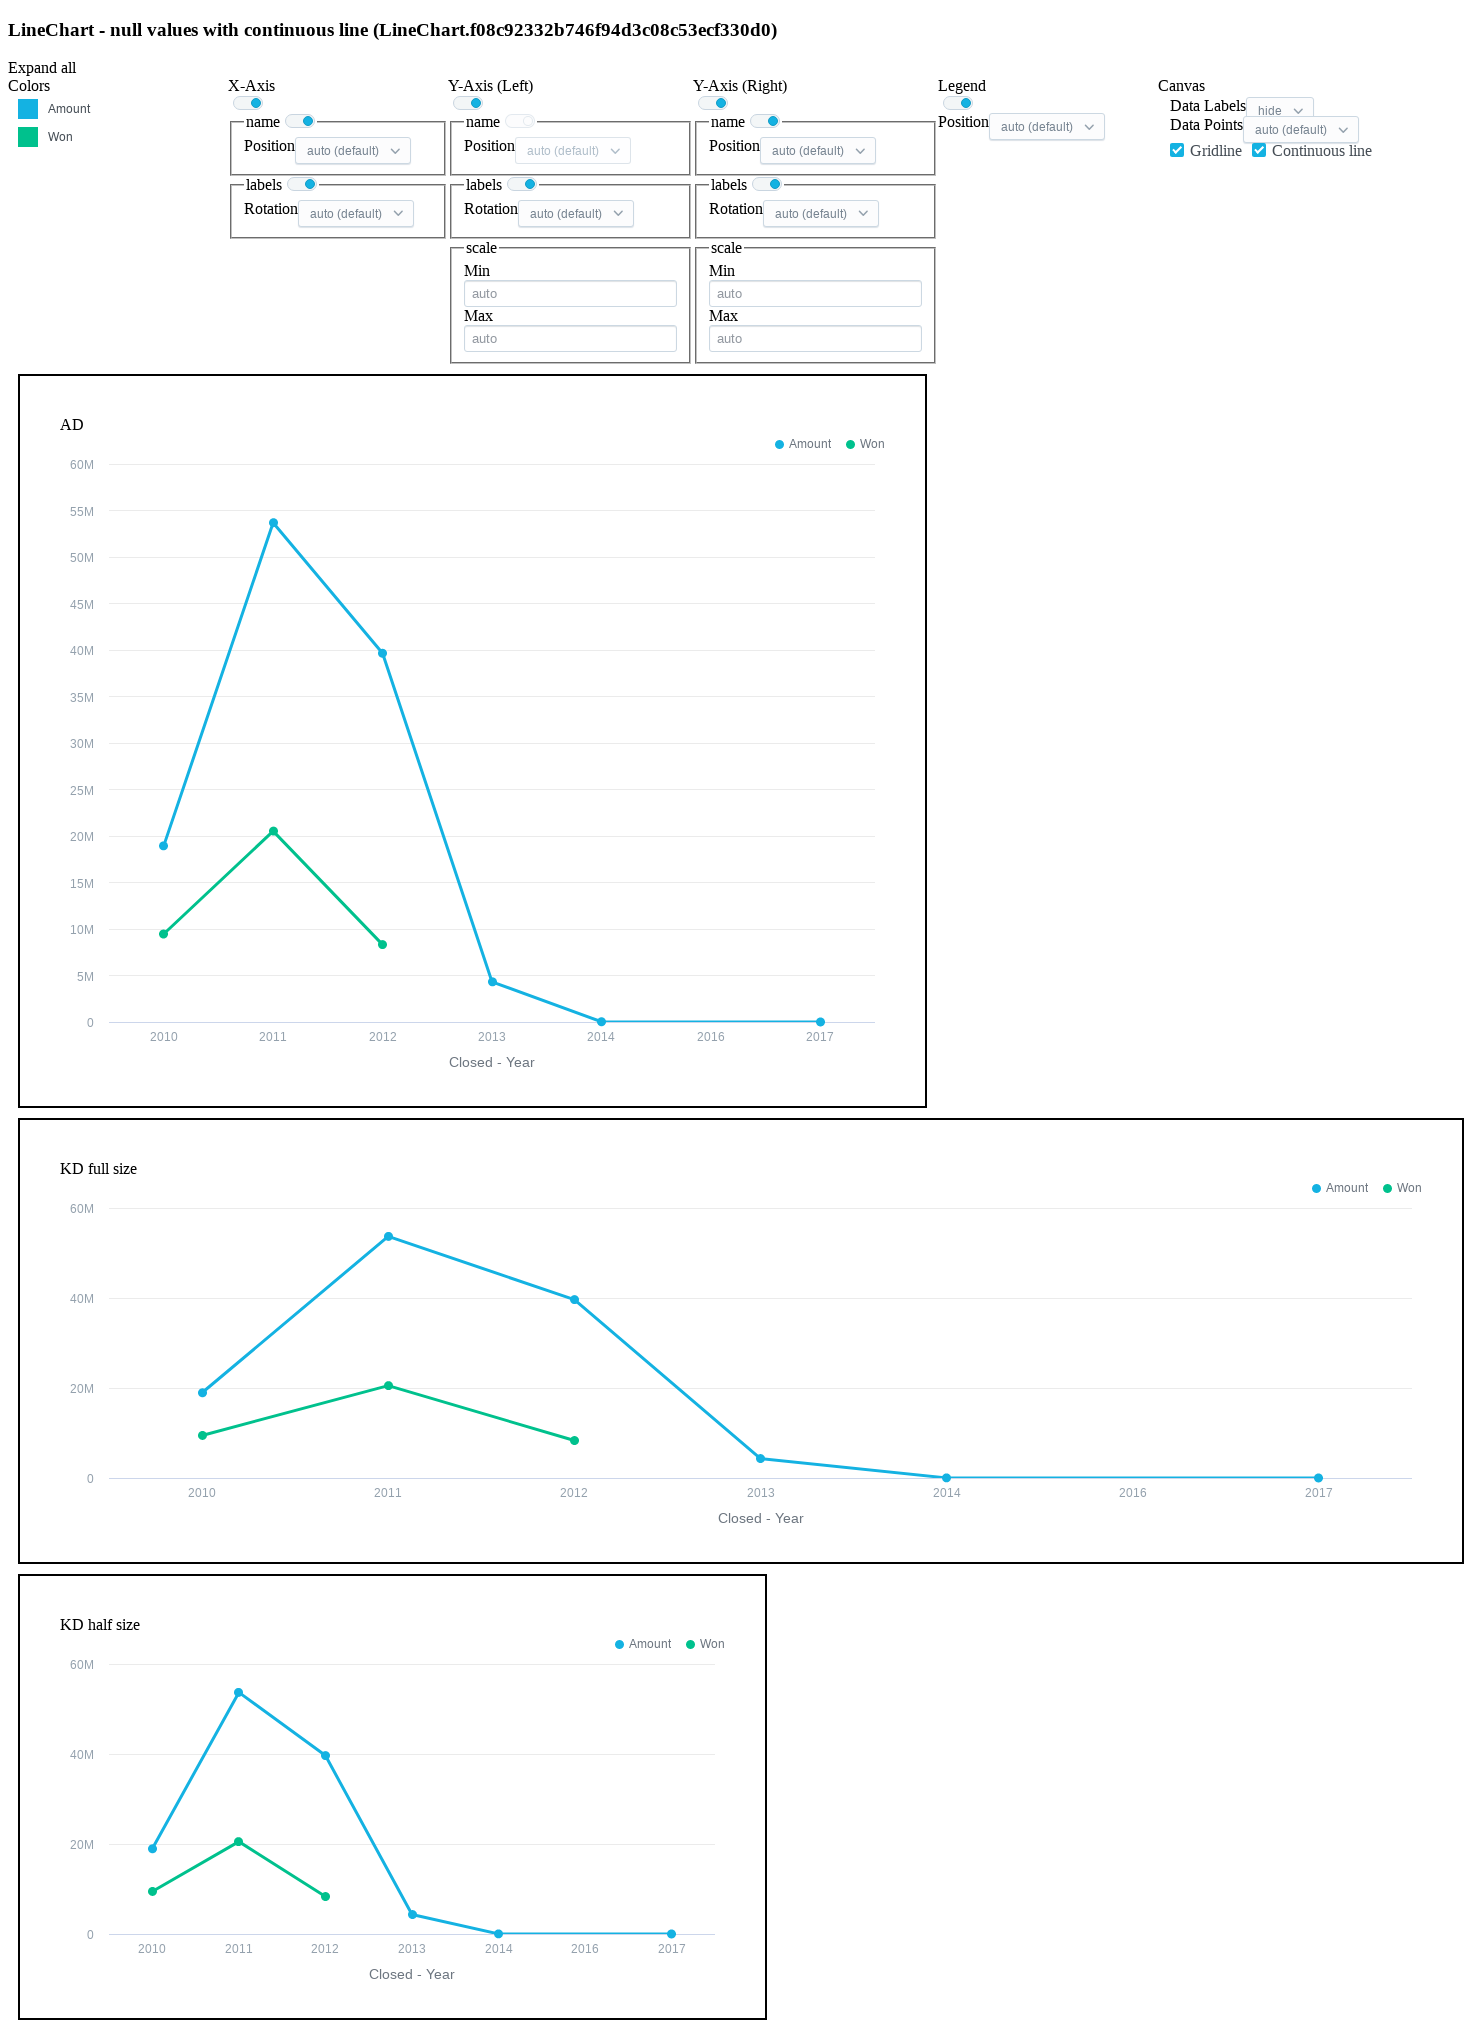 LineChart - null values with continuous line (LineChart.f08c92332b746f94d3c08c53ecf330d0)
Expand all
Colors
Amount
Won
X-Axis
name
Position auto (default)
labels
Rotation auto (default)
Y-Axis (Left)
name
Position auto (default)
labels
Rotation auto (default)
scale
Min
auto
Max
auto
Y-Axis (Right)
name
Position auto (default)
labels
Rotation auto (default)
scale
Min
auto
Max
auto
Legend
Position auto (default)
Canvas
Data Labels hide
Data Points auto (default)
Gridline Continuous line
AD
Amount Won
60M
55M
50M
45M
40M
35M
30M
25M
20M
15M
10M
5M
0
2010 2011 2012 2013 2014 2016 2017
Closed - Year
KD full size
Amount Won
60M
40M
20M
0
2010 2011 2012 2013 2014 2016 2017
Closed - Year
KD half size
Amount Won
60M
40M
20M
0
2010 2011 2012 2013 2014 2016 2017
Closed - Year